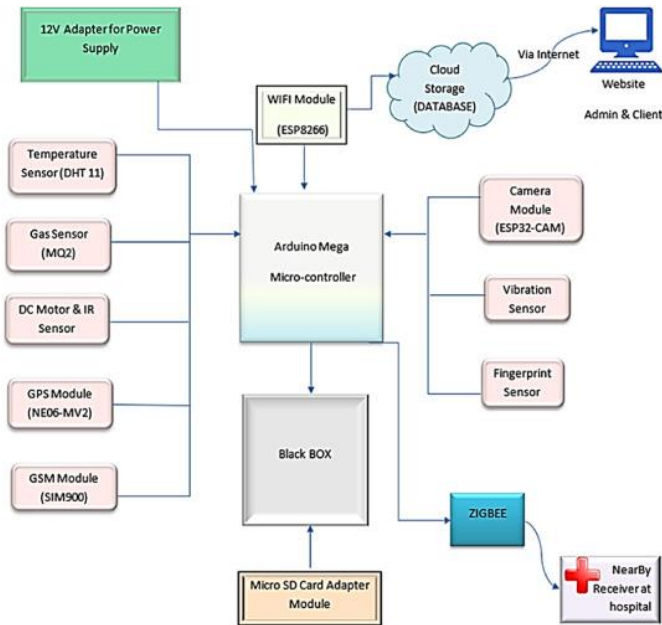 12V Adapter for Power
Supply
WIFI Module
(ESP8266)
Cloud
Storage
(DATABASE)
Via Internet
Website
Admin & Client
Temperature
Sensor (DHT 11)
Gas Sensor
(MQ2)
DC Motor & IR
Sensor
GPS Module
(NE06-MV2)
GSM Module
(SIM900)
Arduino Mega
Micro-controller
Camera
Module
(ESP32-CAM)
Vibration
Sensor
Fingerprint
Sensor
Black BOX
Micro SD Card Adapter
Module
ZIGBEE
NearBy
Receiver at
hospital